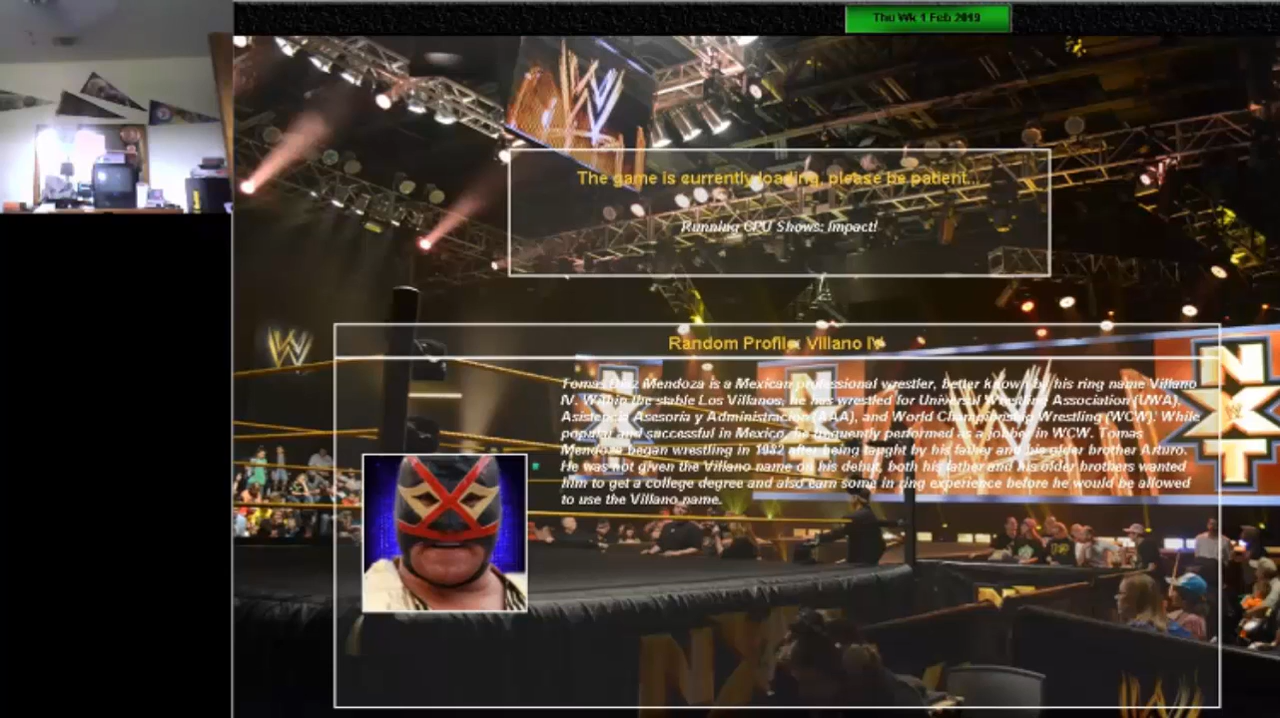 Thu Wk 1 Feb 2019
The game is currently loading, please be patient...
Running CPU Shows: Impact!
Random Profile: Villano IV
Tomas Diaz Mendoza is a Mexican professional wrestler, better known by his ring name Villano
IV. Within the stable Los Villanos, he has wrestled for Universal Wrestling Association (UWA),
Asistencia Asesoría y Administración (AAA), and World Championship Wrestling (WCW). While
popular and successful in Mexico, he frequently performed as a jobber in WCW. Tomas
Mendoza began wrestling in 1982 after being taught by his father and his older brother Arturo.
He was not given the Villano name on his debut, both his father and his older brothers wanted
him to get a college degree and also earn some in ring experience before he would be allowed
to use the Villano name.
W
W
N
X
T
NX
W